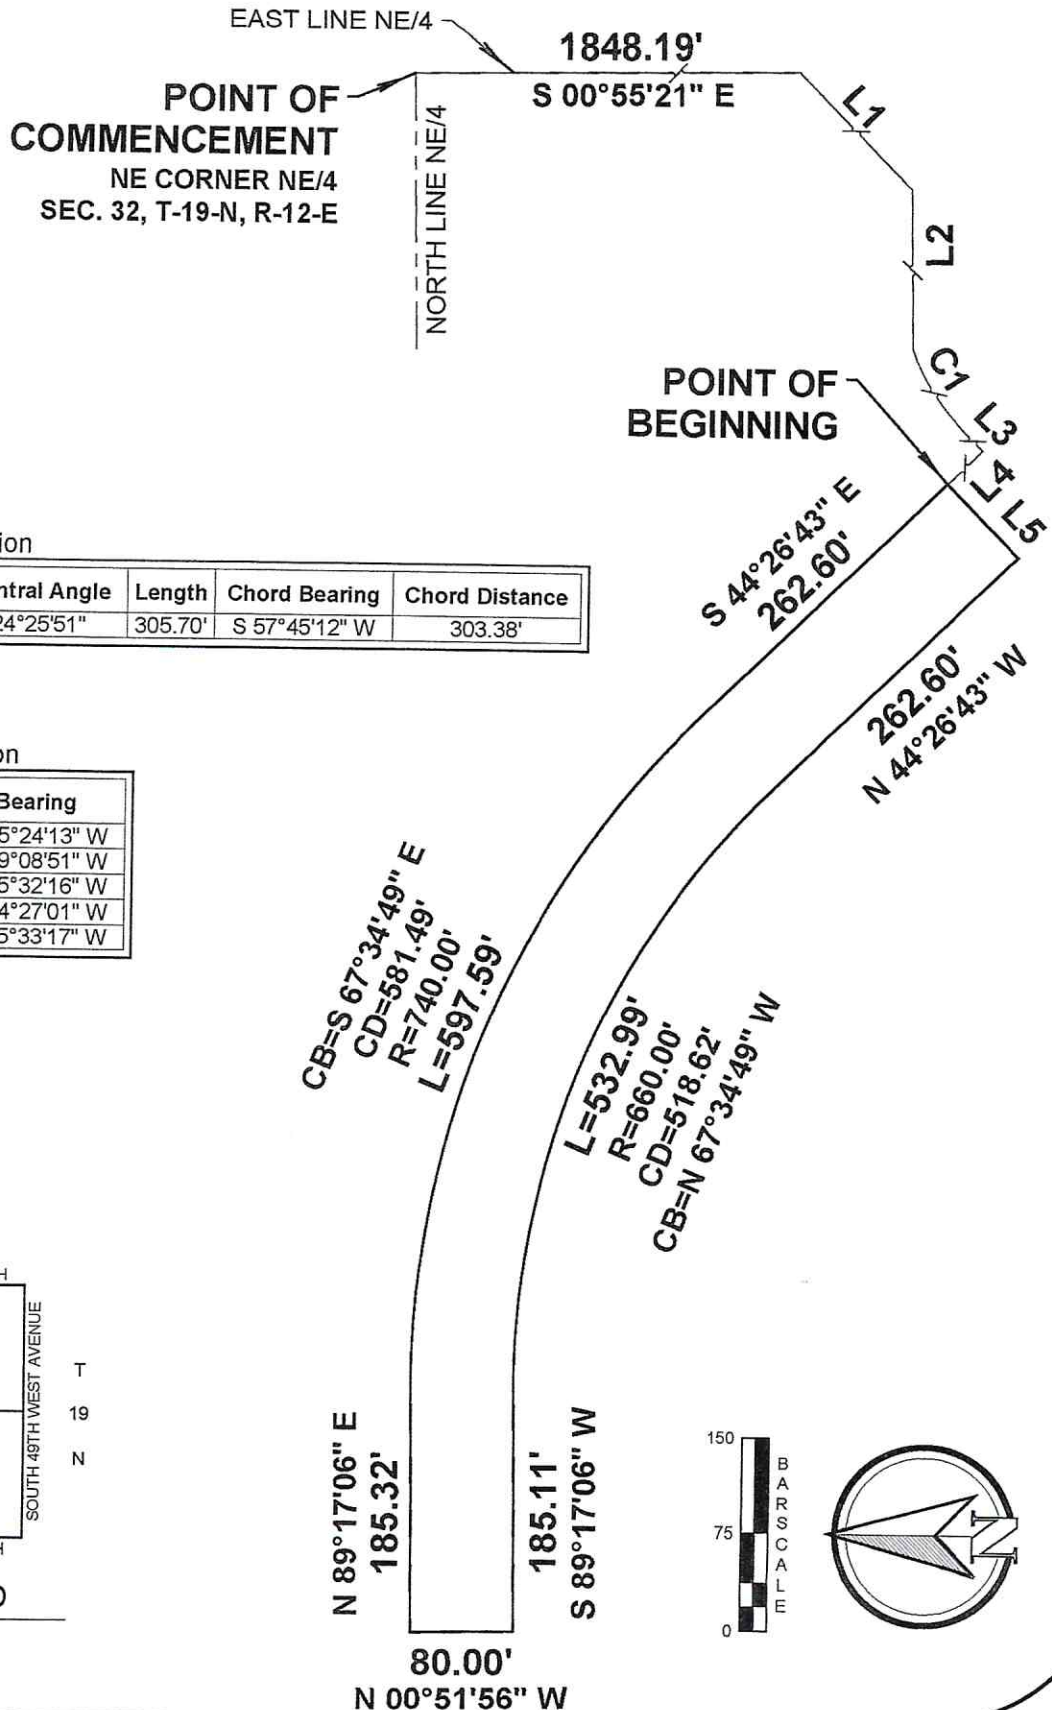 EAST LINE NE/4
1848.19'
S 00°55'21" E
POINT OF
COMMENCEMENT
NE CORNER NE/4
SEC. 32, T-19-N, R-12-E
NORTH LINE NE/4
L1
L2
C1
L3
L4
L5
POINT OF
BEGINNING
S 44°26'43" E
262.60'
262.60'
N 44°26'43" W
ion
ntral Angle Length Chord Bearing Chord Distance
24°25'51" 305.70' S 57°45'12" W 303.38'
on
Bearing
5°24'13" W
9°08'51" W
5°32'16" W
4°27'01" W
5°33'17" W
CB=S 67°34'49" E
CD=581.49'
R=740.00'
L=597.59'
L=532.99'
R=660.00'
CD=518.62'
CB=N 67°34'49" W
H
SOUTH 49TH WEST AVENUE
T
19
N
H
N 89°17'06" E
185.32'
185.11'
S 89°17'06" W
80.00'
N 00°51'56" W
150
75
0
BARSCALE
N